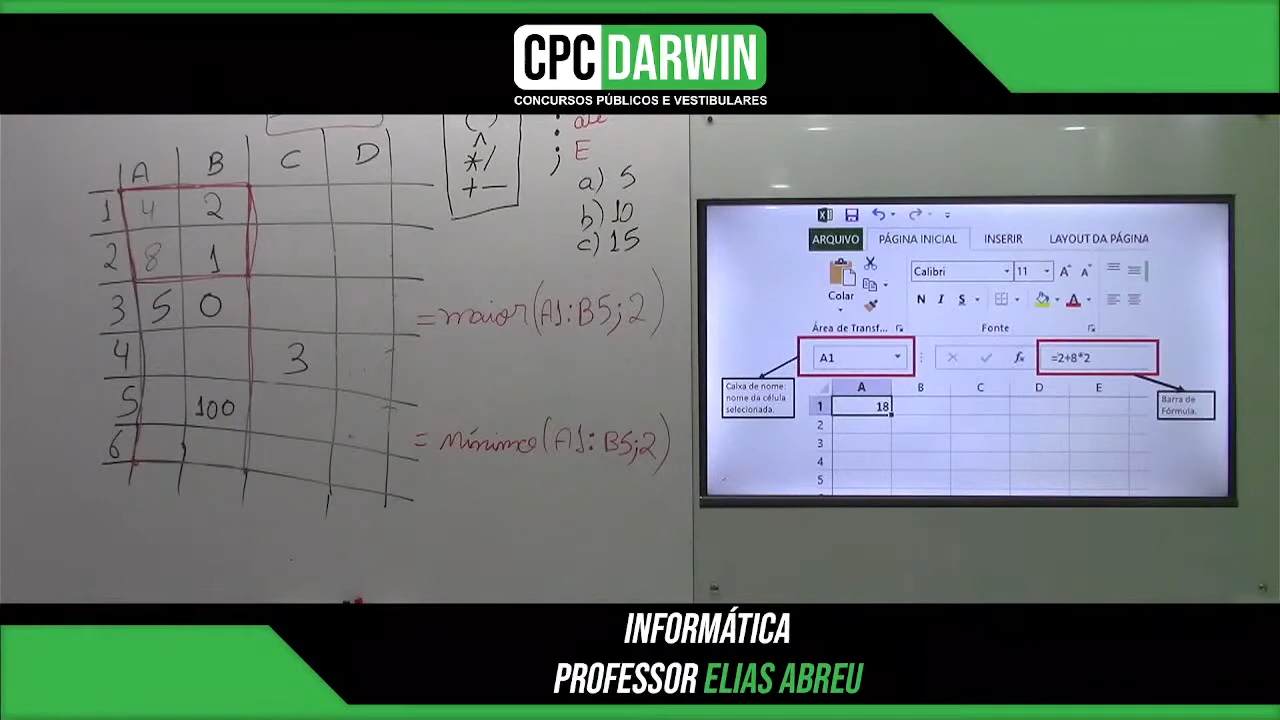 CPC DARWIN
CONCURSOS PÚBLICOS E VESTIBULARES
A B C D
1 4 2
2 8 1
3 5 0
4 3
5 100
6
( )
^
*/
+-
: até
; E
a) 5
b) 10
c) 15
=maior(A1:B5;2)
=mínimo(A1:B5;2)
ARQUIVO PÁGINA INICIAL INSERIR LAYOUT DA PÁGINA
Calibri 11 A A
Colar
N I S A
Área de Transf... Fonte
A1 fx =2+8*2
Caixa de nome:
nome da célula
selecionada.
Barra de
Fórmula.
A B C D E
1 18
2
3
4
5
INFORMÁTICA
PROFESSOR ELIAS ABREU